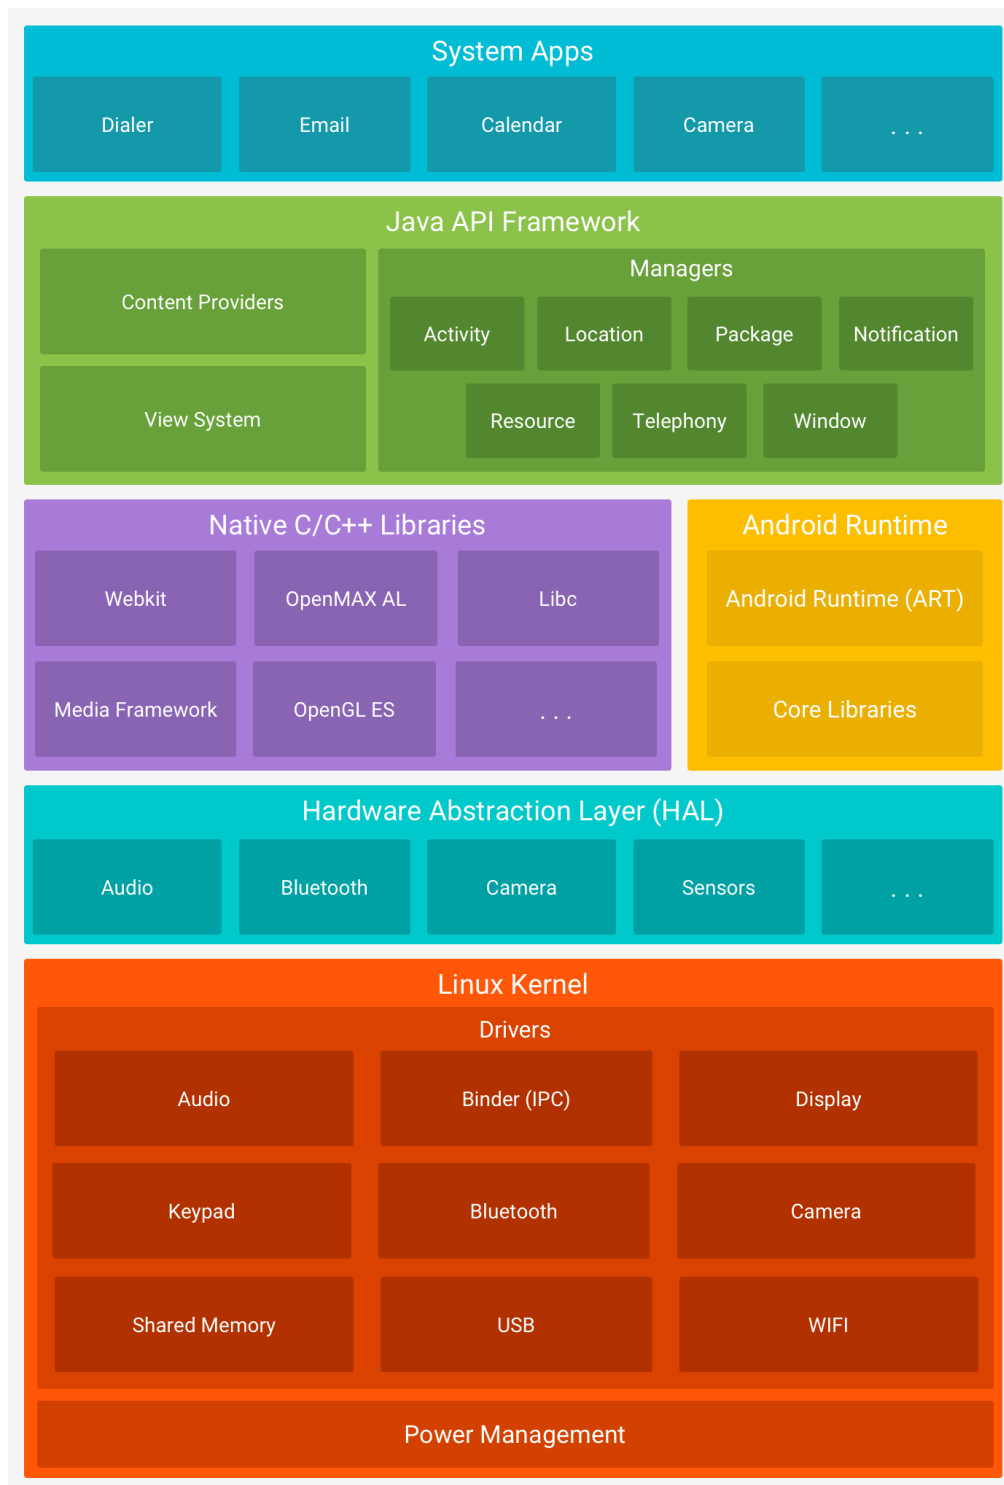 System Apps
Dialer
Email
Calendar
Camera
. . .
Java API Framework
Content Providers
View System
Managers
Activity
Location
Package
Notification
Resource
Telephony
Window
Native C/C++ Libraries
Webkit
OpenMAX AL
Libc
Media Framework
OpenGL ES
. . .
Android Runtime
Android Runtime (ART)
Core Libraries
Hardware Abstraction Layer (HAL)
Audio
Bluetooth
Camera
Sensors
. . .
Linux Kernel
Drivers
Audio
Binder (IPC)
Display
Keypad
Bluetooth
Camera
Shared Memory
USB
WIFI
Power Management